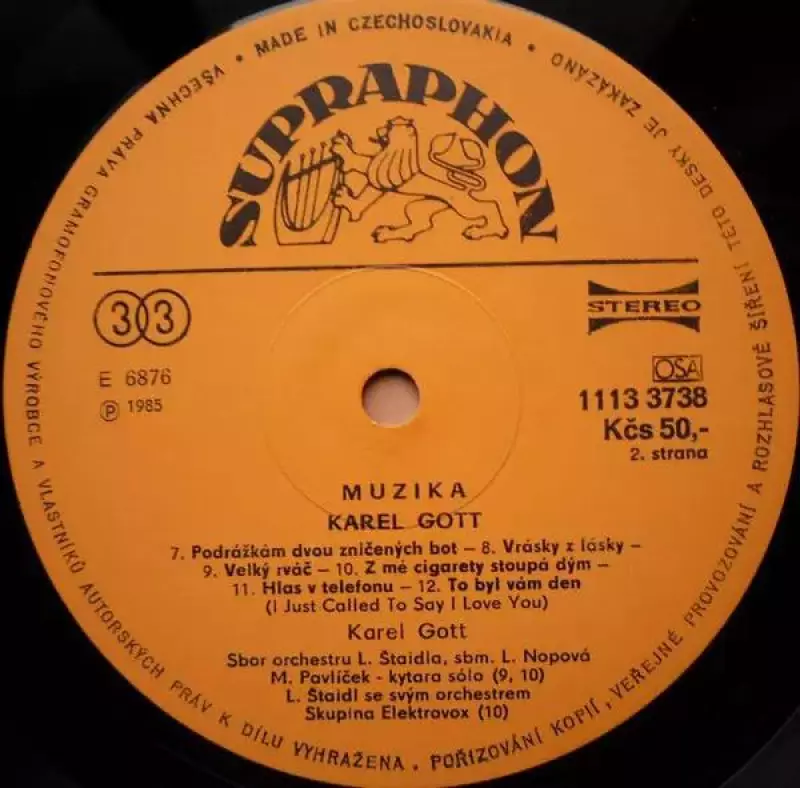 VŠECHNA PRÁVA GRAMOFONOVÉHO VÝROBCE A VLASTNÍKŮ AUTORSKÝCH PRÁV K DÍLU VYHRAŽENA. POŘIZOVÁNÍ KOPIÍ, VEŘEJNÉ PROVOZOVÁNÍ A ROZHLASOVÉ ŠÍŘENÍ TÉTO DESKY JE ZAKÁZÁNO • MADE IN CZECHOSLOVAKIA •
SUPRAPHON
33
STEREO
E 6876
℗ 1985
OSA
1113 3738
Kčs 50,-
2. strana
MUZIKA
KAREL GOTT
7. Podrážkám dvou zničených bot – 8. Vrásky z lásky –
9. Velký rváč – 10. Z mé cigarety stoupá dým –
11. Hlas v telefonu – 12. To byl vám den
(I Just Called To Say I Love You)
Karel Gott
Sbor orchestru L. Štaidla, sbm. L. Nopová
M. Pavlíček - kytara sólo (9, 10)
L. Štaidl se svým orchestrem
Skupina Elektrovox (10)